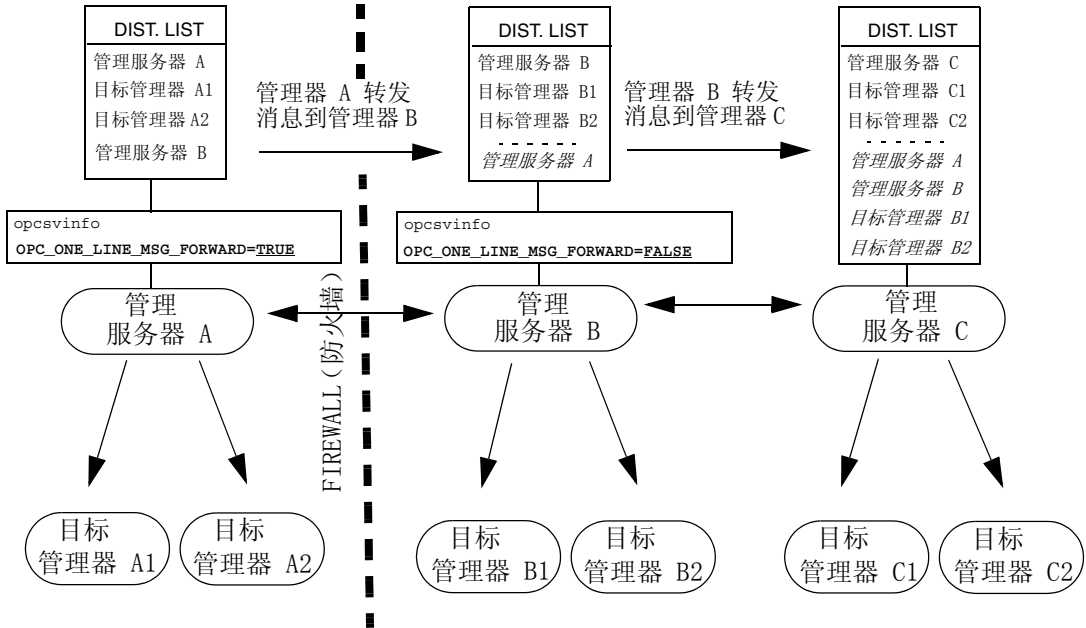 DIST. LIST
管理服务器 A
目标管理器 A1
目标管理器 A2
管理服务器 B
管理器 A 转发
消息到管理器 B
DIST. LIST
管理服务器 B
目标管理器 B1
目标管理器 B2
管理服务器 A
管理器 B 转发
消息到管理器 C
DIST. LIST
管理服务器 C
目标管理器 C1
目标管理器 C2
管理服务器 A
管理服务器 B
目标管理器 B1
目标管理器 B2
opcsvinfo
OPC_ONE_LINE_MSG_FORWARD=TRUE
opcsvinfo
OPC_ONE_LINE_MSG_FORWARD=FALSE
管理
服务器 A
FIREWALL(防火墙)
管理
服务器 B
管理
服务器 C
目标
管理器 A1
目标
管理器 A2
目标
管理器 B1
目标
管理器 B2
目标
管理器 C1
目标
管理器 C2